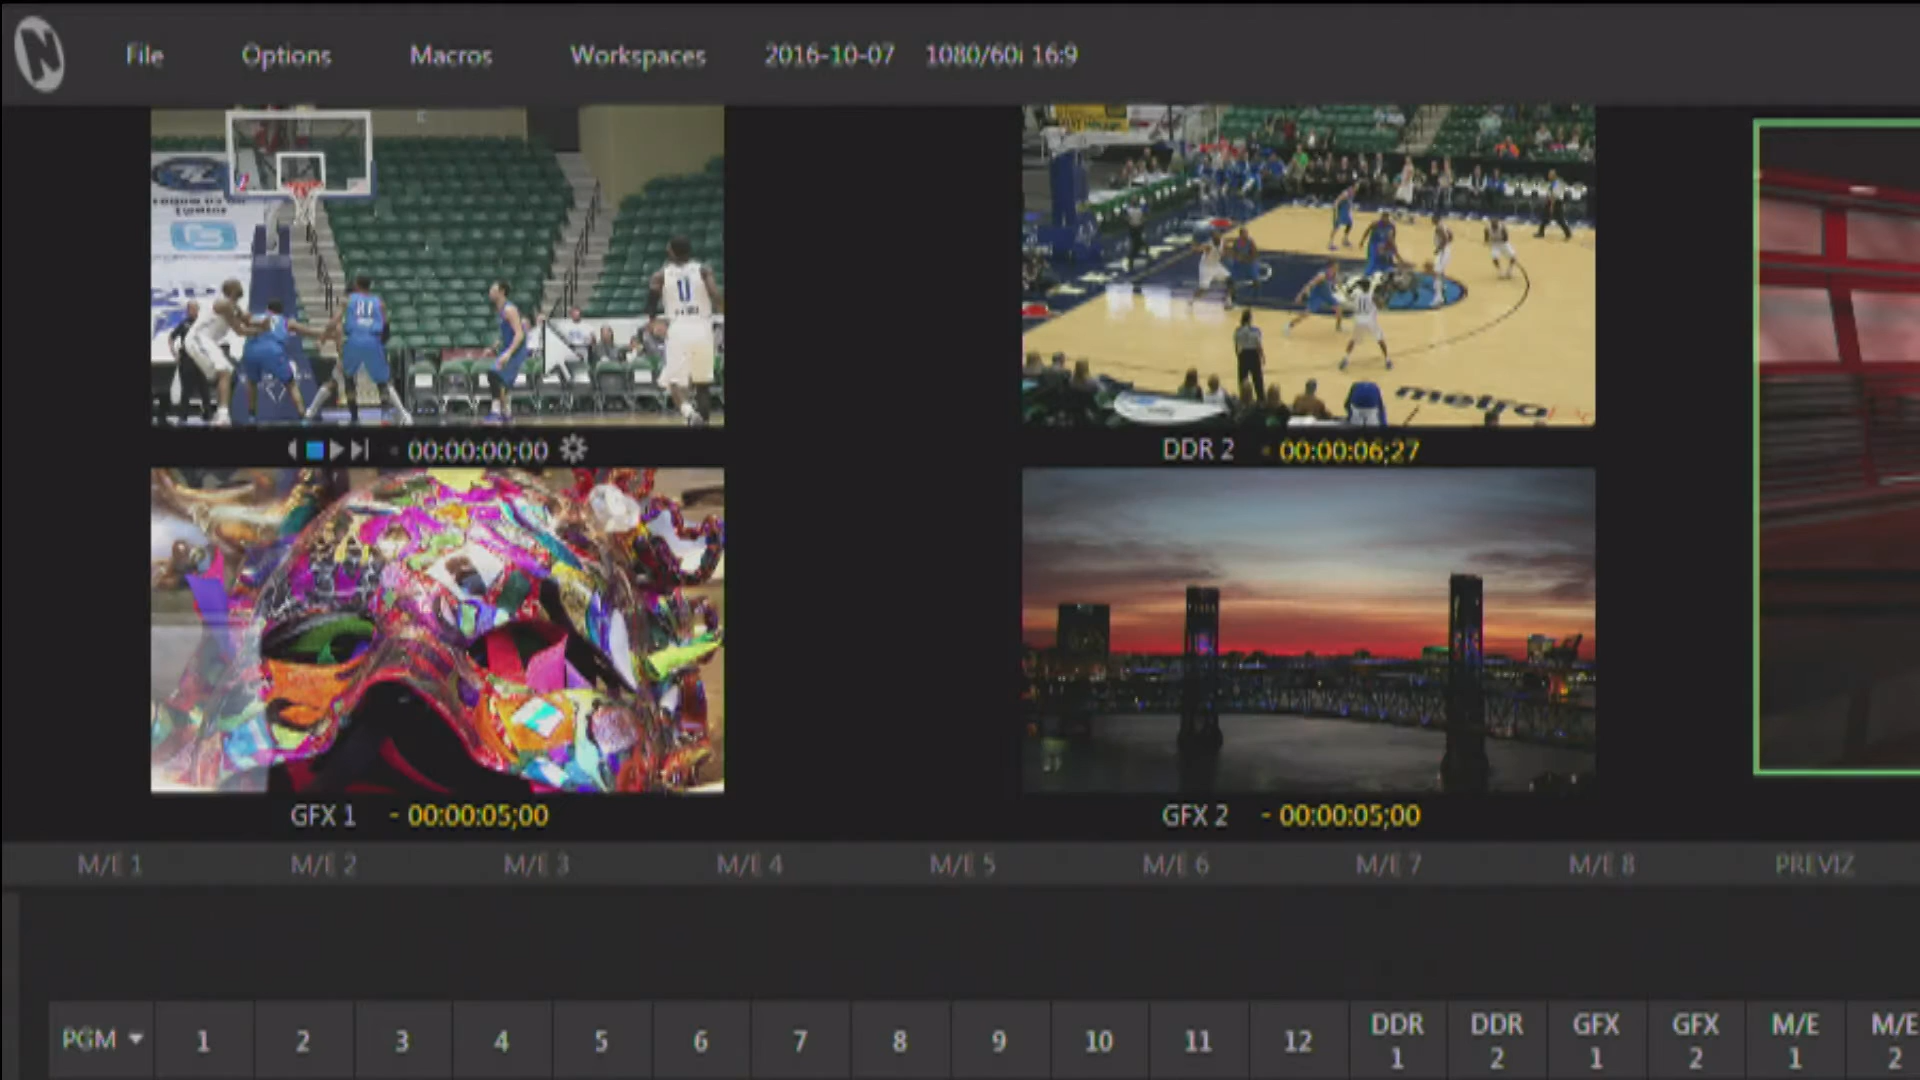 File Options Macros Workspaces 2016-10-07 1080/60i 16:9
00:00:00;00
DDR 2 - 00:00:06;27
metro
GFX 1 - 00:00:05;00
GFX 2 - 00:00:05;00
M/E 1 M/E 2 M/E 3 M/E 4 M/E 5 M/E 6 M/E 7 M/E 8 PREVIZ
PGM 1 2 3 4 5 6 7 8 9 10 11 12 DDR 1 DDR 2 GFX 1 GFX 2 M/E 1 M/E 2